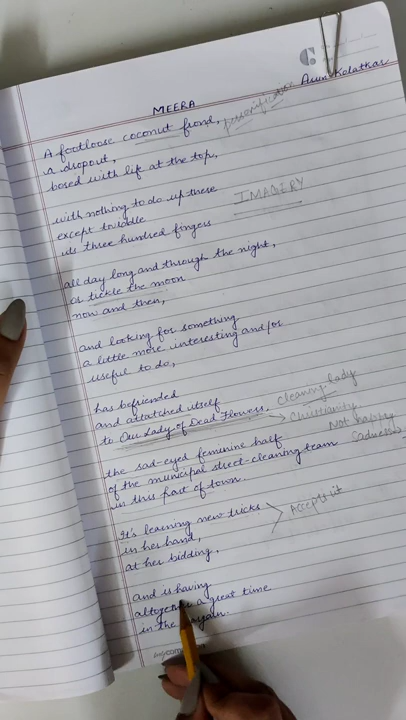 MEERA
Arun Kolatkar
A footloose coconut frond, personification
a dropout,
bored with life at the top,
with nothing to do up there IMAGERY
except twiddle
its three hundred fingers
all day long and through the night,
or tickle the moon
now and then,
and looking for something
a little more interesting and/or
useful to do,
has befriended
and attatched itself
to Our Lady of Dead Flowers, Cleaning lady
Christianity
the sad-eyed feminine half Not happy
of the municipal street-cleaning team Sadness
in this part of town.
It's learning new tricks
in her hand, Accept it
at her bidding,
and is having
altogether a great time
in the